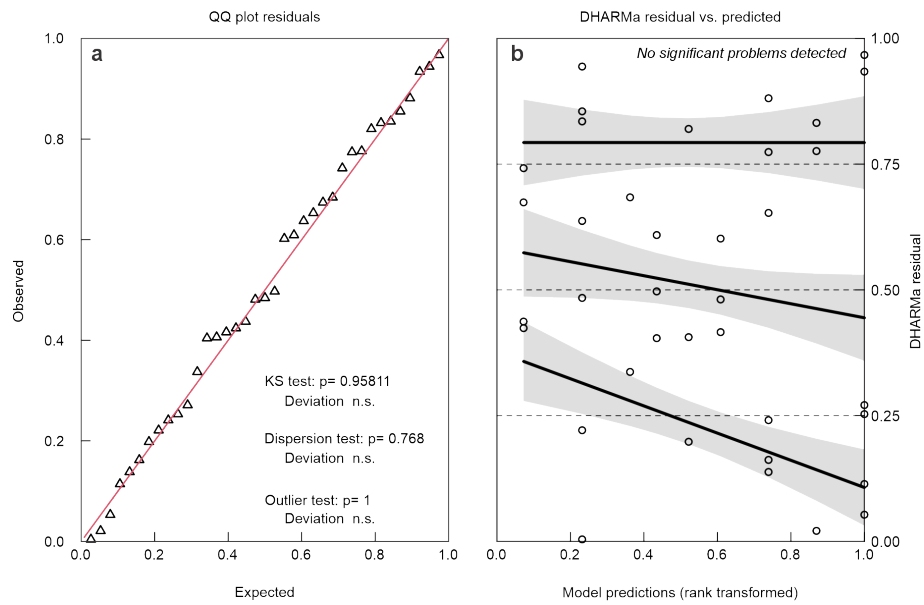 QQ plot residuals
a
1.0
0.8
0.6
0.4
0.2
0.0
Observed
KS test: p= 0.95811
Deviation n.s.
Dispersion test: p= 0.768
Deviation n.s.
Outlier test: p= 1
Deviation n.s.
0.0 0.2 0.4 0.6 0.8 1.0
Expected
DHARMa residual vs. predicted
b
No significant problems detected
1.00
0.75
0.50
0.25
0.00
DHARMa residual
0.0 0.2 0.4 0.6 0.8 1.0
Model predictions (rank transformed)